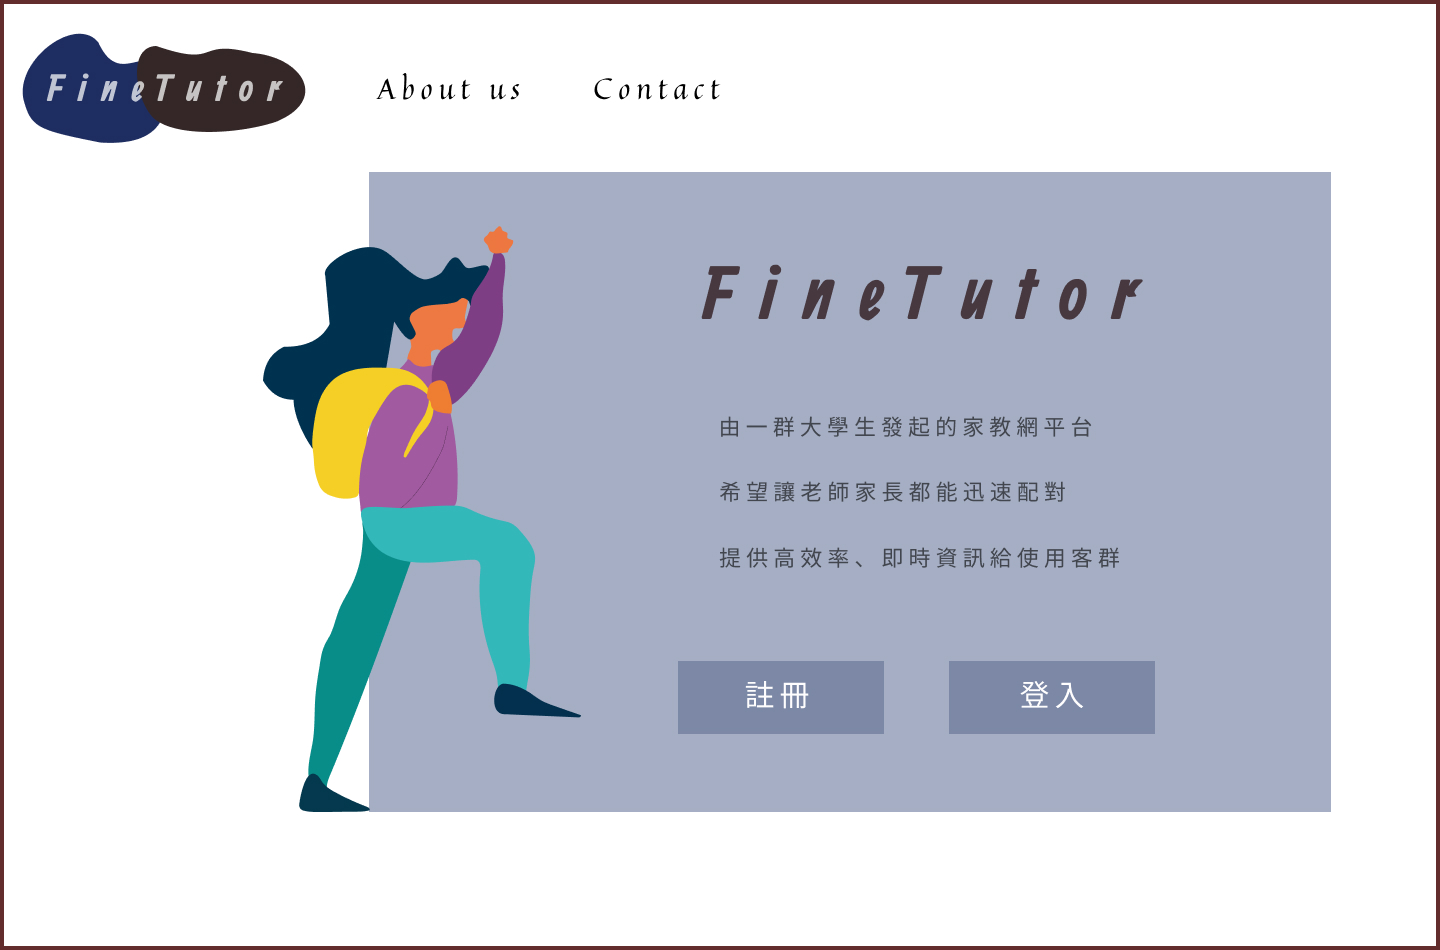 FineTutor
About us
Contact
FineTutor
由一群大學生發起的家教網平台
希望讓老師家長都能迅速配對
提供高效率、即時資訊給使用客群
註冊
登入